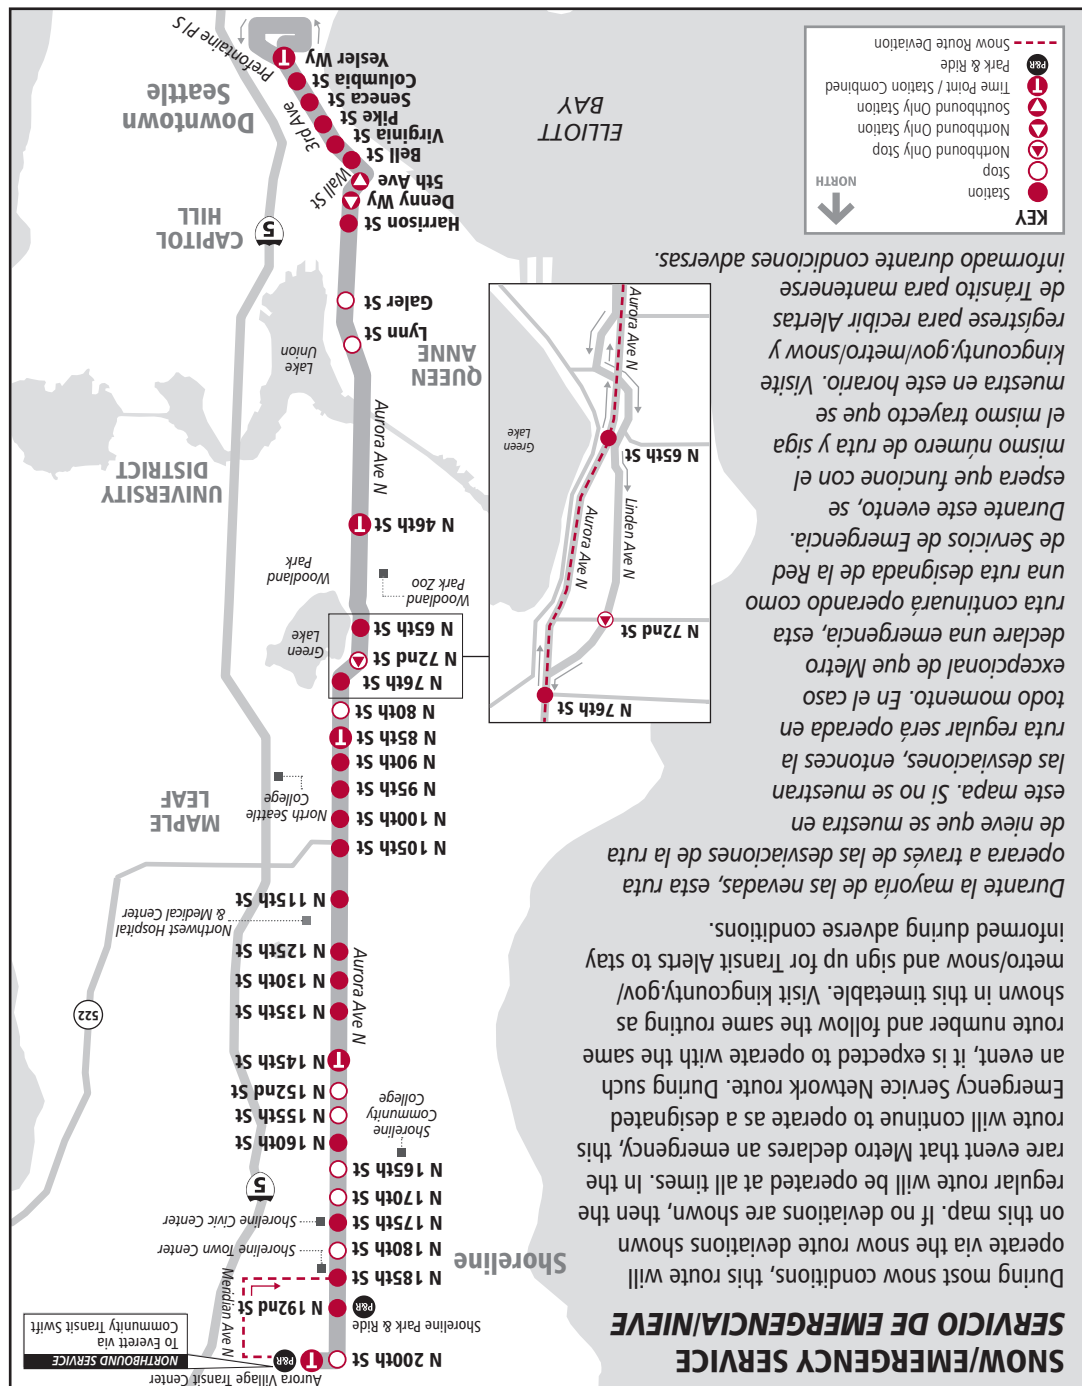 SNOW/EMERGENCY SERVICE
SERVICIO DE EMERGENCIA/NIEVE
During most snow conditions, this route will
operate via the snow route deviations shown
on this map. If no deviations are shown, then the
regular route will be operated at all times. In the
rare event that Metro declares an emergency, this
route will continue to operate as a designated
Emergency Service Network route. During such
an event, it is expected to operate with the same
route number and follow the same routing as
shown in this timetable. Visit kingcounty.gov/
metro/snow and sign up for Transit Alerts to stay
informed during adverse conditions.
Durante la mayoría de las nevadas, esta ruta
operara a través de las desviaciones de la ruta
de nieve que se muestra en
este mapa. Si no se muestran
las desviaciones, entonces la
ruta regular será operada en
todo momento. En el caso
excepcional de que Metro
declare una emergencia, esta
ruta continuará operando como
una ruta designada de la Red
de Servicios de Emergencia.
Durante este evento, se
espera que funcione con el
mismo número de ruta y siga
el mismo trayecto que se
muestra en este horario. Visite
kingcounty.gov/metro/snow y
regístrese para recibir Alertas
de Tránsito para mantenerse
informado durante condiciones adversas.
KEY
Station
Stop
Northbound Only Stop
Northbound Only Station
Southbound Only Station
T Time Point / Station Combined
P&R Park & Ride
Snow Route Deviation
NORTH
Aurora Village Transit Center
NORTHBOUND SERVICE
To Everett via
Community Transit Swift
N 200th St
T
P&R
Meridian Ave N
Shoreline Park & Ride
P&R
N 192nd St
N 185th St
Shoreline
Shoreline Town Center
N 180th St
N 175th St
Shoreline Civic Center
N 170th St
5
N 165th St
Shoreline
Community
College
N 160th St
N 155th St
N 152nd St
N 145th St
T
N 135th St
522
Aurora Ave N
N 130th St
N 125th St
Northwest Hospital
& Medical Center
N 115th St
N 105th St
N 100th St
MAPLE
LEAF
North Seattle
College
N 95th St
N 90th St
N 85th St
T
N 80th St
N 76th St
N 72nd St
N 65th St
Green
Lake
Woodland
Park Zoo
Woodland
Park
N 46th St
T
UNIVERSITY
DISTRICT
Aurora Ave N
QUEEN
ANNE
Lake
Union
Lynn St
Galer St
Harrison St
CAPITOL
HILL
5
Denny Wy
5th Ave
Wall St
Bell St
Virginia St
Pike St
3rd Ave
Seneca St
Columbia St
Yesler Wy
T
Downtown
Seattle
Prefontaine Pl S
ELLIOTT
BAY
N 76th St
N 72nd St
Linden Ave N
Aurora Ave N
N 65th St
Green
Lake
Aurora Ave N